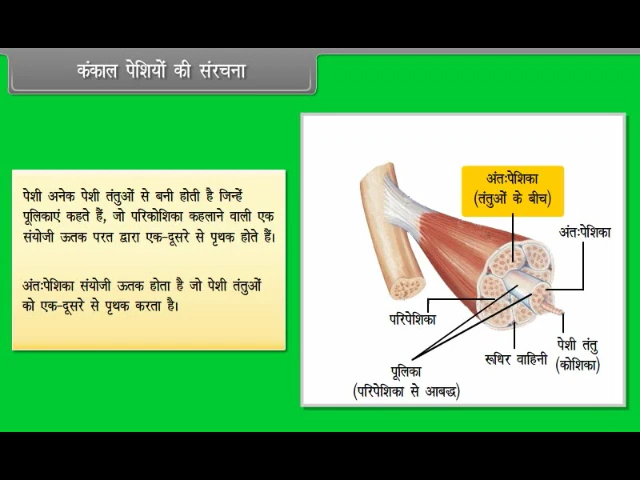 कंकाल पेशियों की संरचना
पेशी अनेक पेशी तंतुओं से बनी होती है जिन्हें
पूलिकाएं कहते हैं, जो परिकोशिका कहलाने वाली एक
संयोजी ऊतक परत द्वारा एक-दूसरे से पृथक होते हैं।
अंतःपेशिका संयोजी ऊतक होता है जो पेशी तंतुओं
को एक-दूसरे से पृथक करता है।
अंतःपेशिका
(तंतुओं के बीच)
अंतःपेशिका
परिपेशिका
रूधिर वाहिनी
पेशी तंतु
(कोशिका)
पूलिका
(परिपेशिका से आबद्ध)